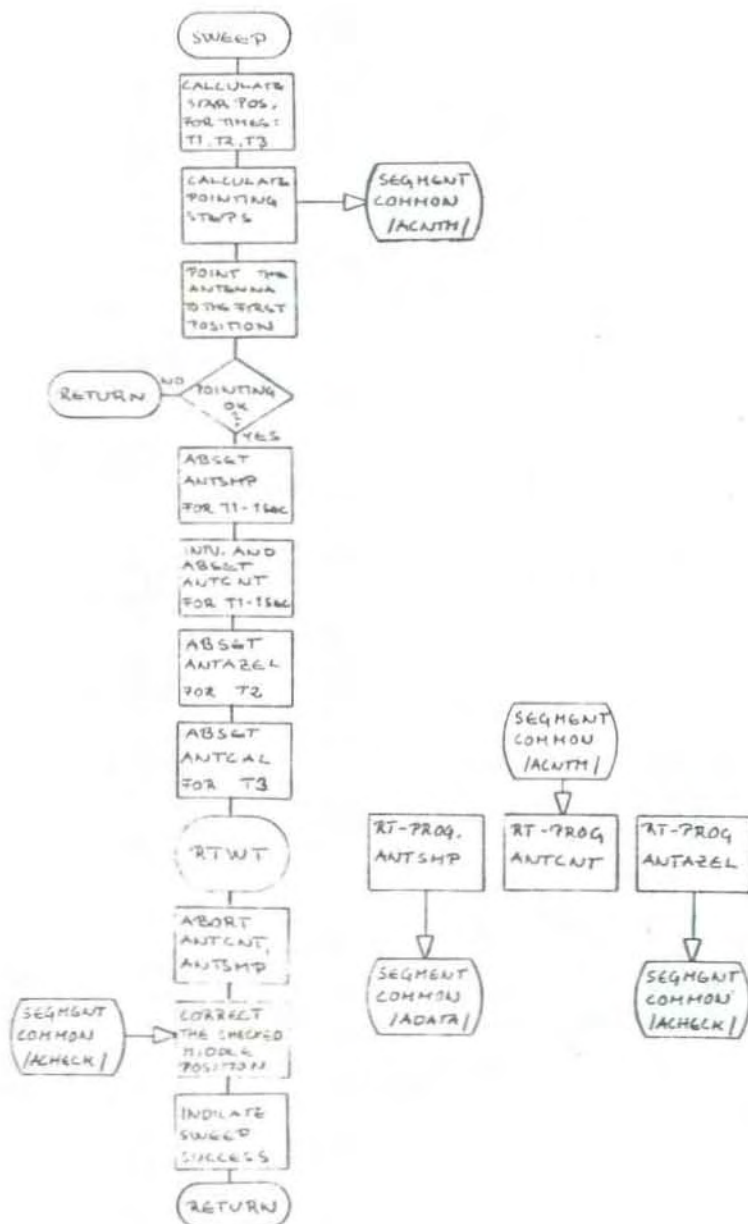 SWEEP
CALCULATE
STAR POS.
FOR TIMES:
T1, T2, T3
CALCULATE
POINTING
STEPS
SEGMENT
COMMON
/ACNTM/
POINT THE
ANTENNA
TO THE FIRST
POSITION
RETURN
NO
POINTING
OK
?
YES
ABSET
ANTSMP
FOR T1-1SEC
INTV. AND
ABSET
ANTCNT
FOR T1-1SEC
ABSET
ANTAZEL
FOR T2
ABSET
ANTCAL
FOR T3
RTWT
ABORT
ANTCNT,
ANTSMP
SEGMENT
COMMON
/ACHECK/
CORRECT
THE CHECKED
MIDDLE
POSITION
INDICATE
SWEEP
SUCCESS
RETURN
RT-PROG.
ANTSMP
SEGMENT
COMMON
/ADATA/
SEGMENT
COMMON
/ACNTM/
RT-PROG
ANTCNT
RT-PROG
ANTAZEL
SEGMENT
COMMON
/ACHECK/